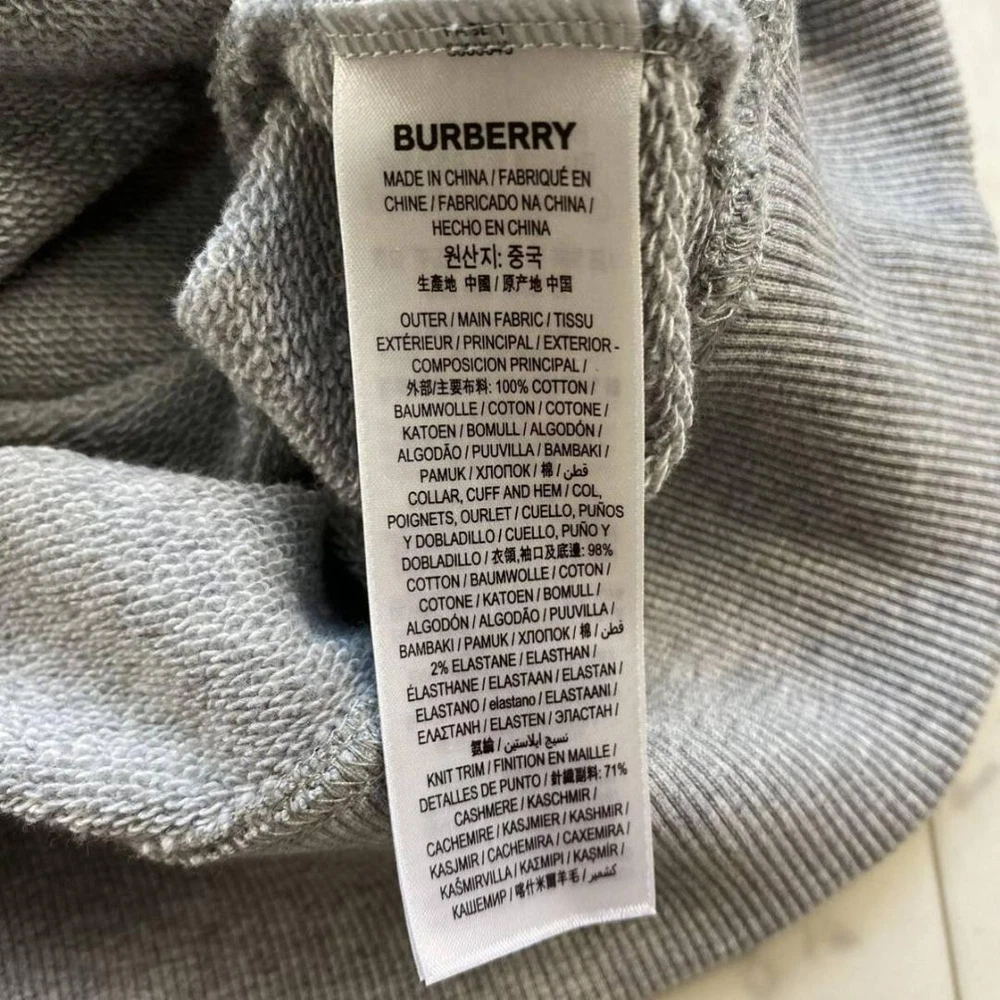 BURBERRY
MADE IN CHINA / FABRIQUÉ EN
CHINE / FABRICADO NA CHINA /
HECHO EN CHINA
원산지: 중국
生產地 中國 / 原产地 中国
OUTER / MAIN FABRIC / TISSU
EXTÉRIEUR / PRINCIPAL / EXTERIOR -
COMPOSICION PRINCIPAL /
外部/主要布料: 100% COTTON /
BAUMWOLLE / COTON / COTONE /
KATOEN / BOMULL / ALGODÓN /
ALGODÃO / PUUVILLA / BAMBAKI /
PAMUK / ХЛОПОК / 棉 / قطن
COLLAR, CUFF AND HEM / COL,
POIGNETS, OURLET / CUELLO, PUÑOS
Y DOBLADILLO / CUELLO, PUÑO Y
DOBLADILLO / 衣領,袖口及底邊: 98%
COTTON / BAUMWOLLE / COTON /
COTONE / KATOEN / BOMULL /
ALGODÓN / ALGODÃO / PUUVILLA /
BAMBAKI / PAMUK / ХЛОПОК / 棉 / قطن
2% ELASTANE / ELASTHAN /
ÉLASTHANE / ELASTAAN / ELASTAN /
ELASTANO / elastano / ELASTAANI /
ΕΛΑΣΤΑΝΗ / ELASTEN / ЭЛАСТАН /
氨綸 / نسيج ايلاستين
KNIT TRIM / FINITION EN MAILLE /
DETALLES DE PUNTO / 針織副料: 71%
CASHMERE / KASCHMIR /
CACHEMIRE / KASJMIER / KASHMIR /
KASJMIR / CACHEMIRA / CAXEMIRA /
KAŠMIRVILLA / ΚΑΣΜΙΡΙ / KAŞMİR /
КАШЕМИР / 喀什米爾羊毛 / كشمير